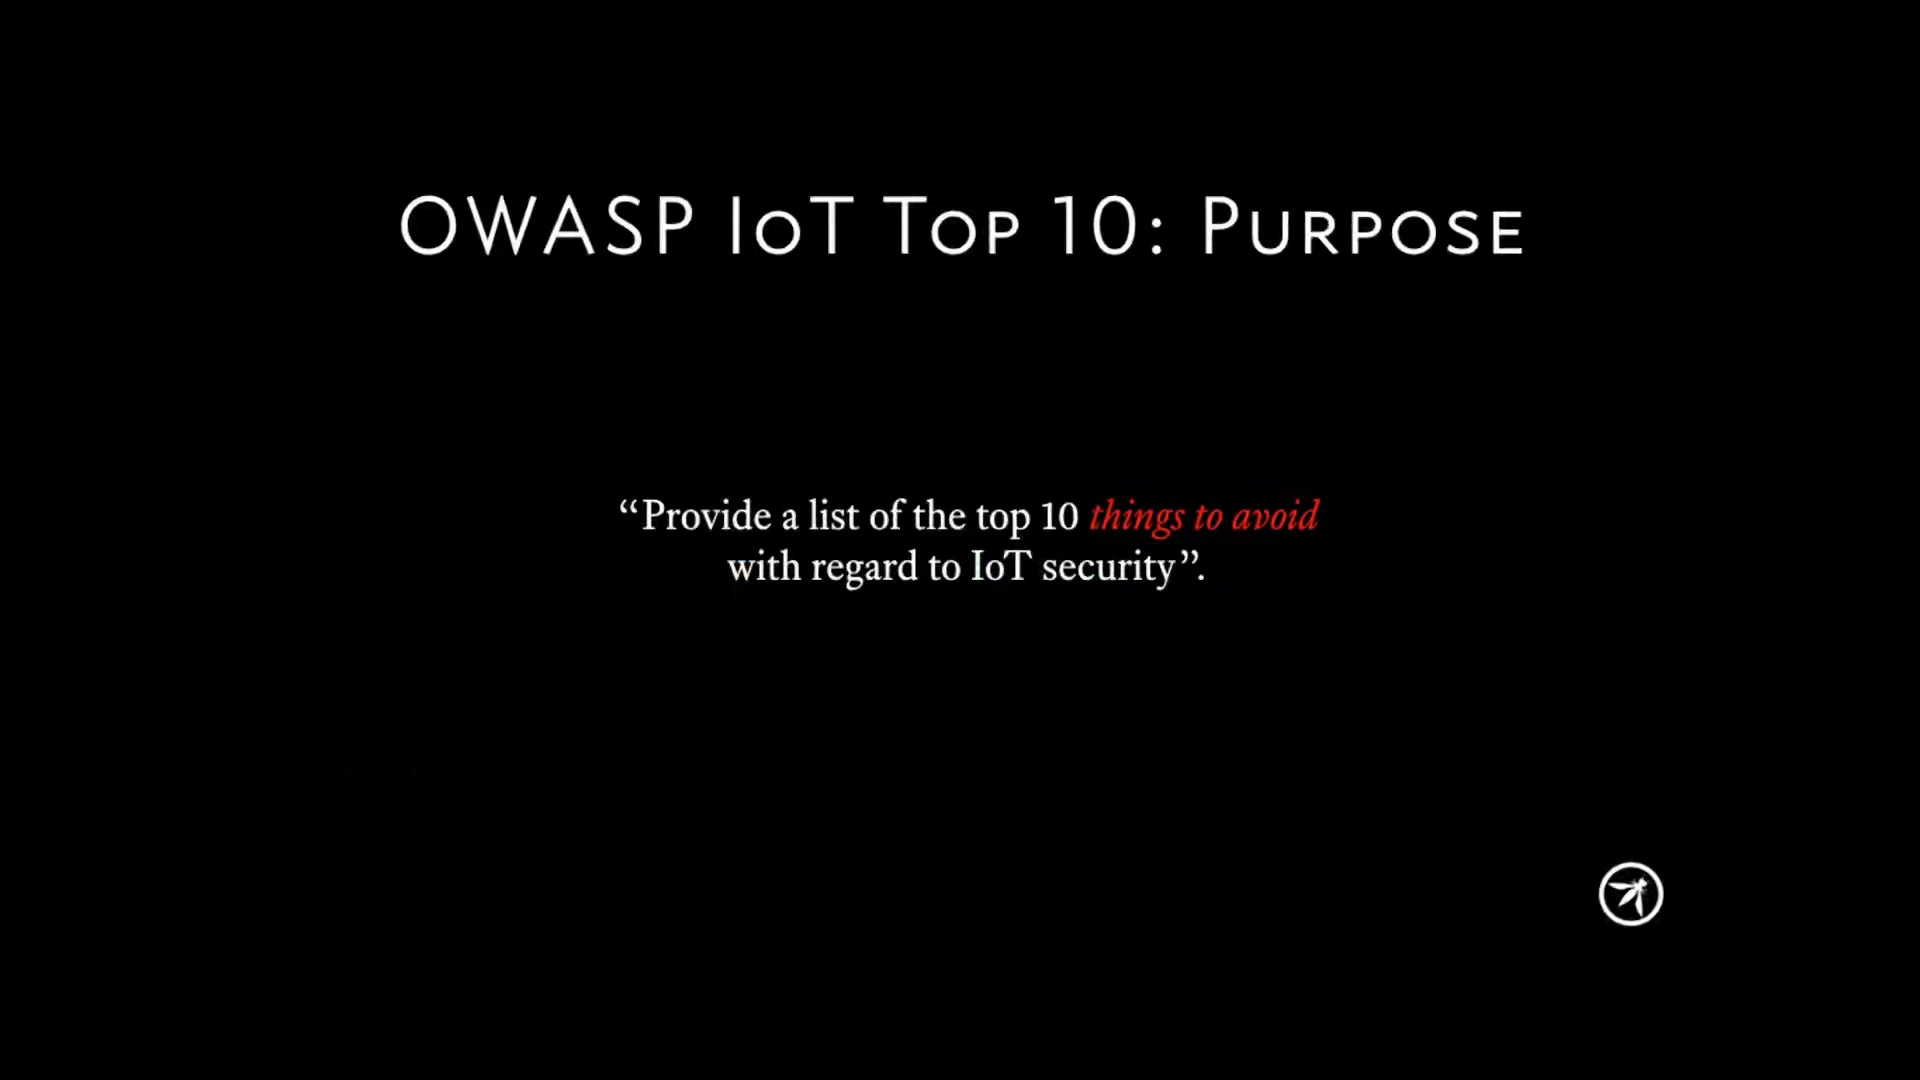 OWASP IoT Top 10: Purpose
“Provide a list of the top 10 things to avoid
with regard to IoT security”.